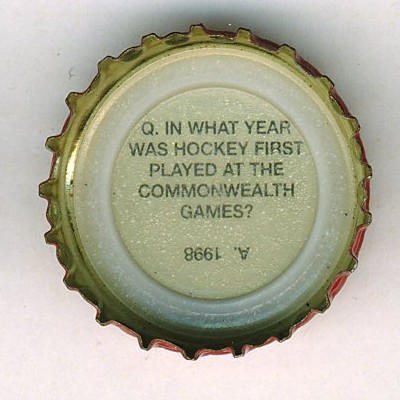 Q. IN WHAT YEAR
WAS HOCKEY FIRST
PLAYED AT THE
COMMONWEALTH
GAMES?
A. 1998